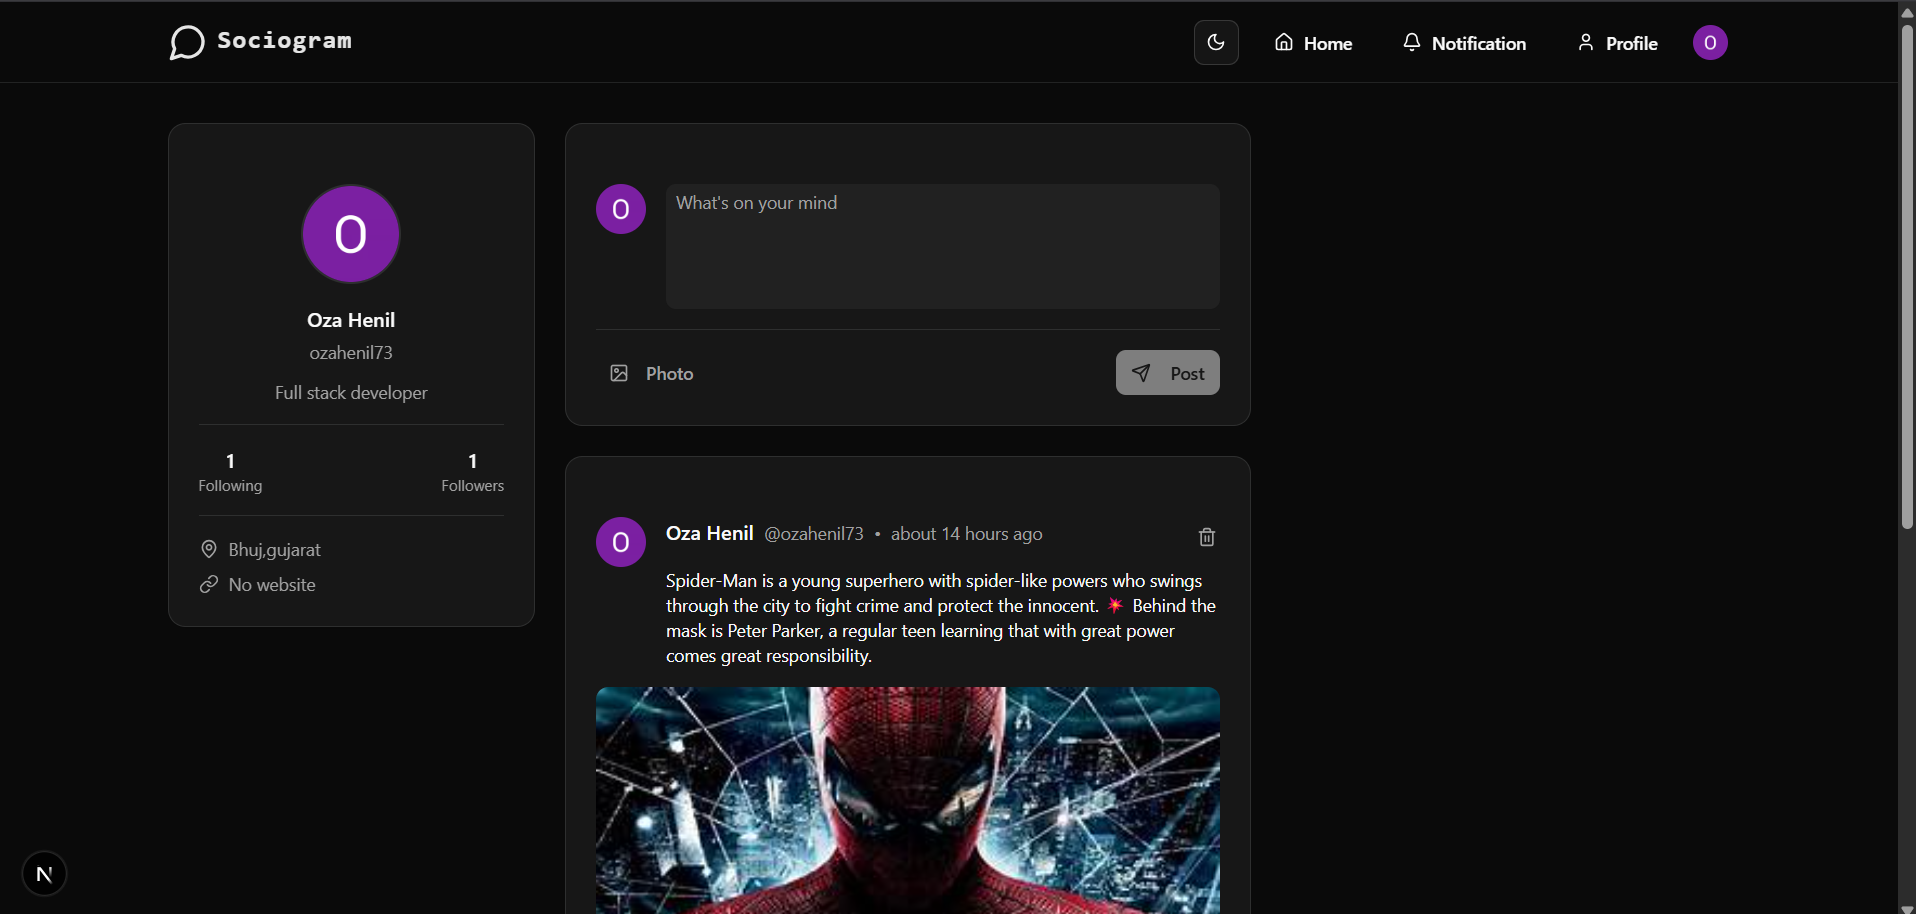 Sociogram
Home
Notification
Profile
O
O
Oza Henil
ozahenil73
Full stack developer
1
Following
1
Followers
Bhuj,gujarat
No website
O
What's on your mind
Photo
Post
O
Oza Henil @ozahenil73 • about 14 hours ago
Spider-Man is a young superhero with spider-like powers who swings
through the city to fight crime and protect the innocent. 💥 Behind the
mask is Peter Parker, a regular teen learning that with great power
comes great responsibility.
N